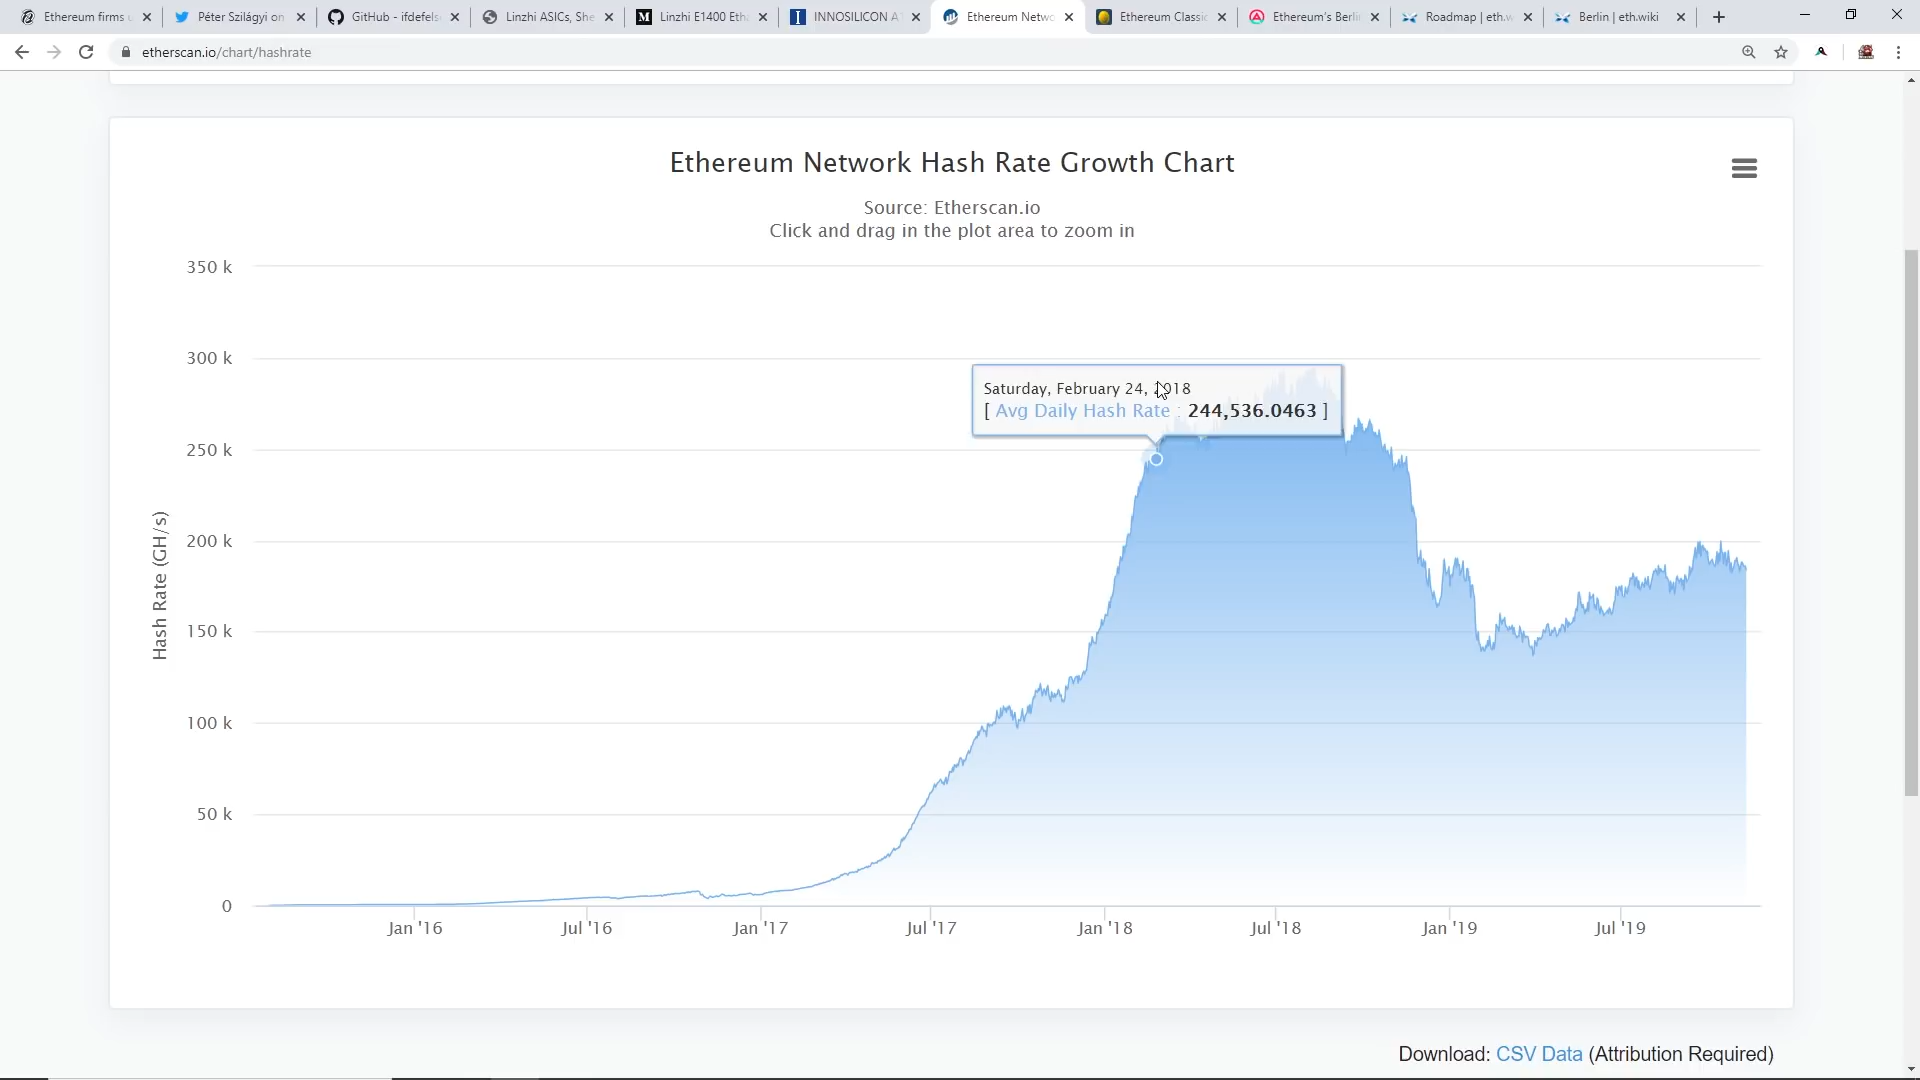 Ethereum firms
Péter Szilágyi on
GitHub - ifdefels
Linzhi ASICs, She
Linzhi E1400 Eth
INNOSILICON A
Ethereum Netwo
Ethereum Classic
Ethereum's Berli
Roadmap | eth.w
Berlin | eth.wiki
etherscan.io/chart/hashrate
Ethereum Network Hash Rate Growth Chart
Source: Etherscan.io
Click and drag in the plot area to zoom in
Hash Rate (GH/s)
350 k
300 k
250 k
200 k
150 k
100 k
50 k
0
Saturday, February 24, 2018
[ Avg Daily Hash Rate : 244,536.0463 ]
Jan '16
Jul '16
Jan '17
Jul '17
Jan '18
Jul '18
Jan '19
Jul '19
Download: CSV Data (Attribution Required)